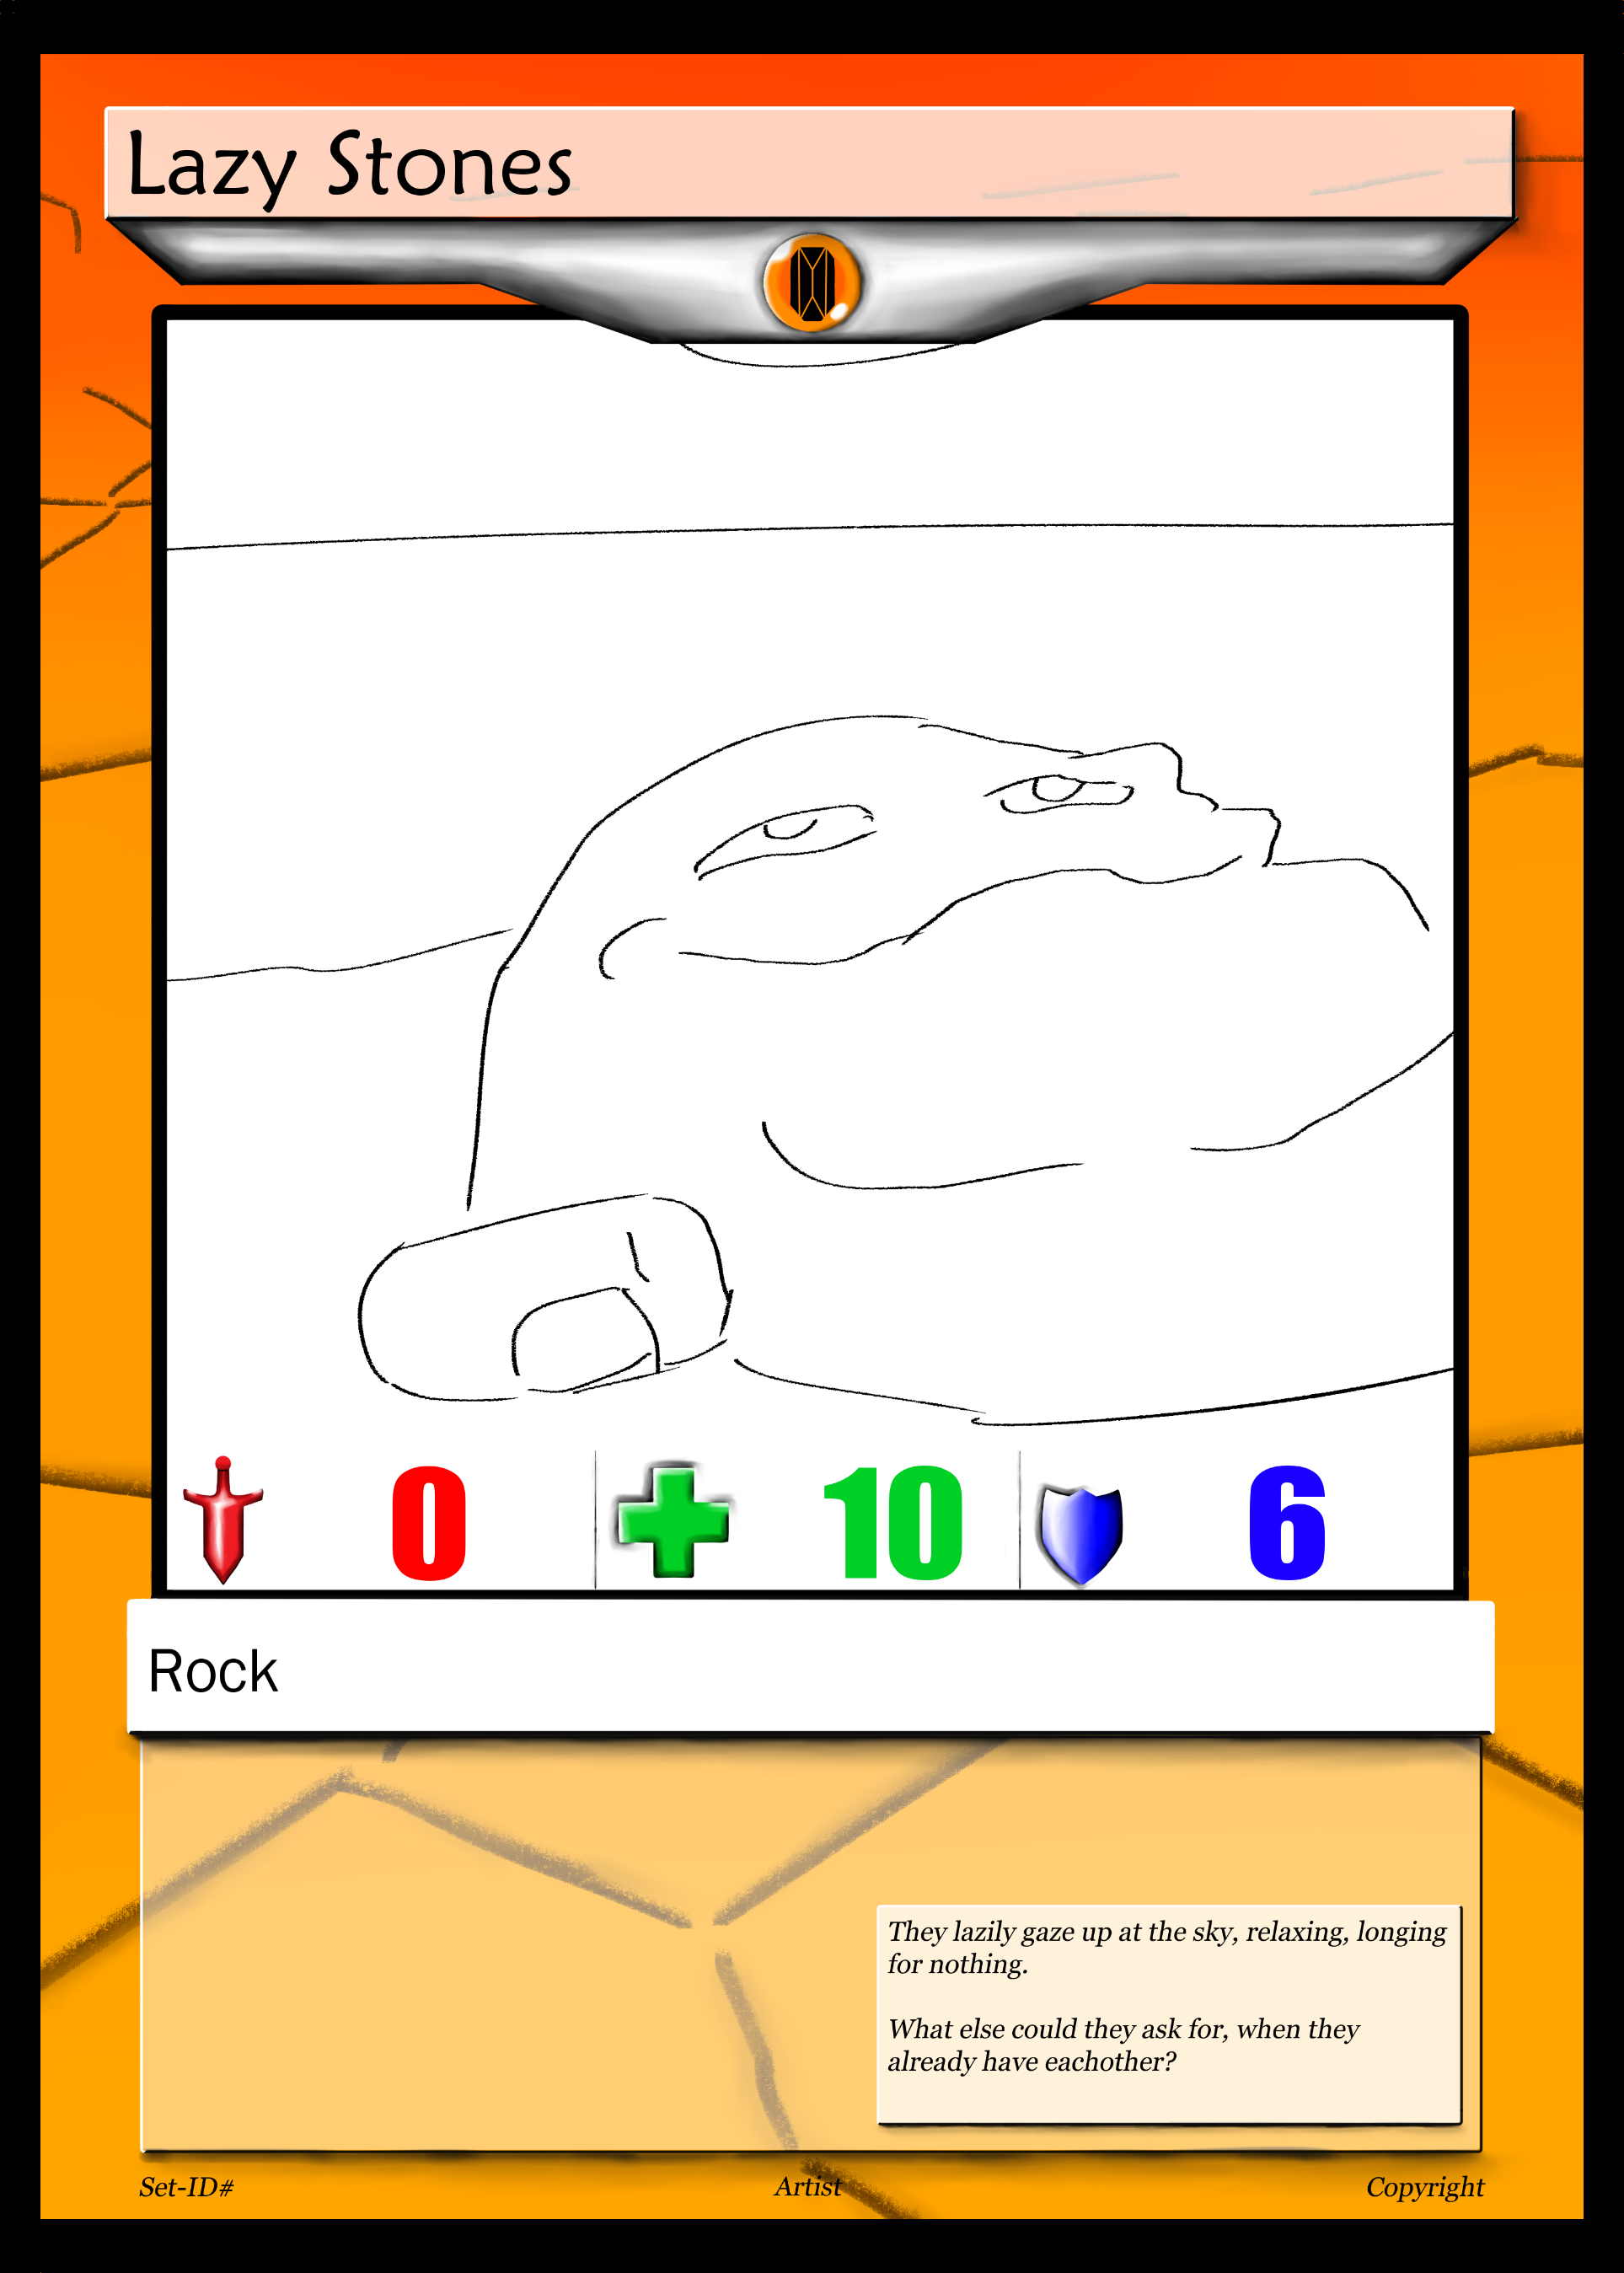 Lazy Stones
0 10 6
Rock
They lazily gaze up at the sky, relaxing, longing
for nothing.
What else could they ask for, when they
already have eachother?
Set-ID# Artist Copyright